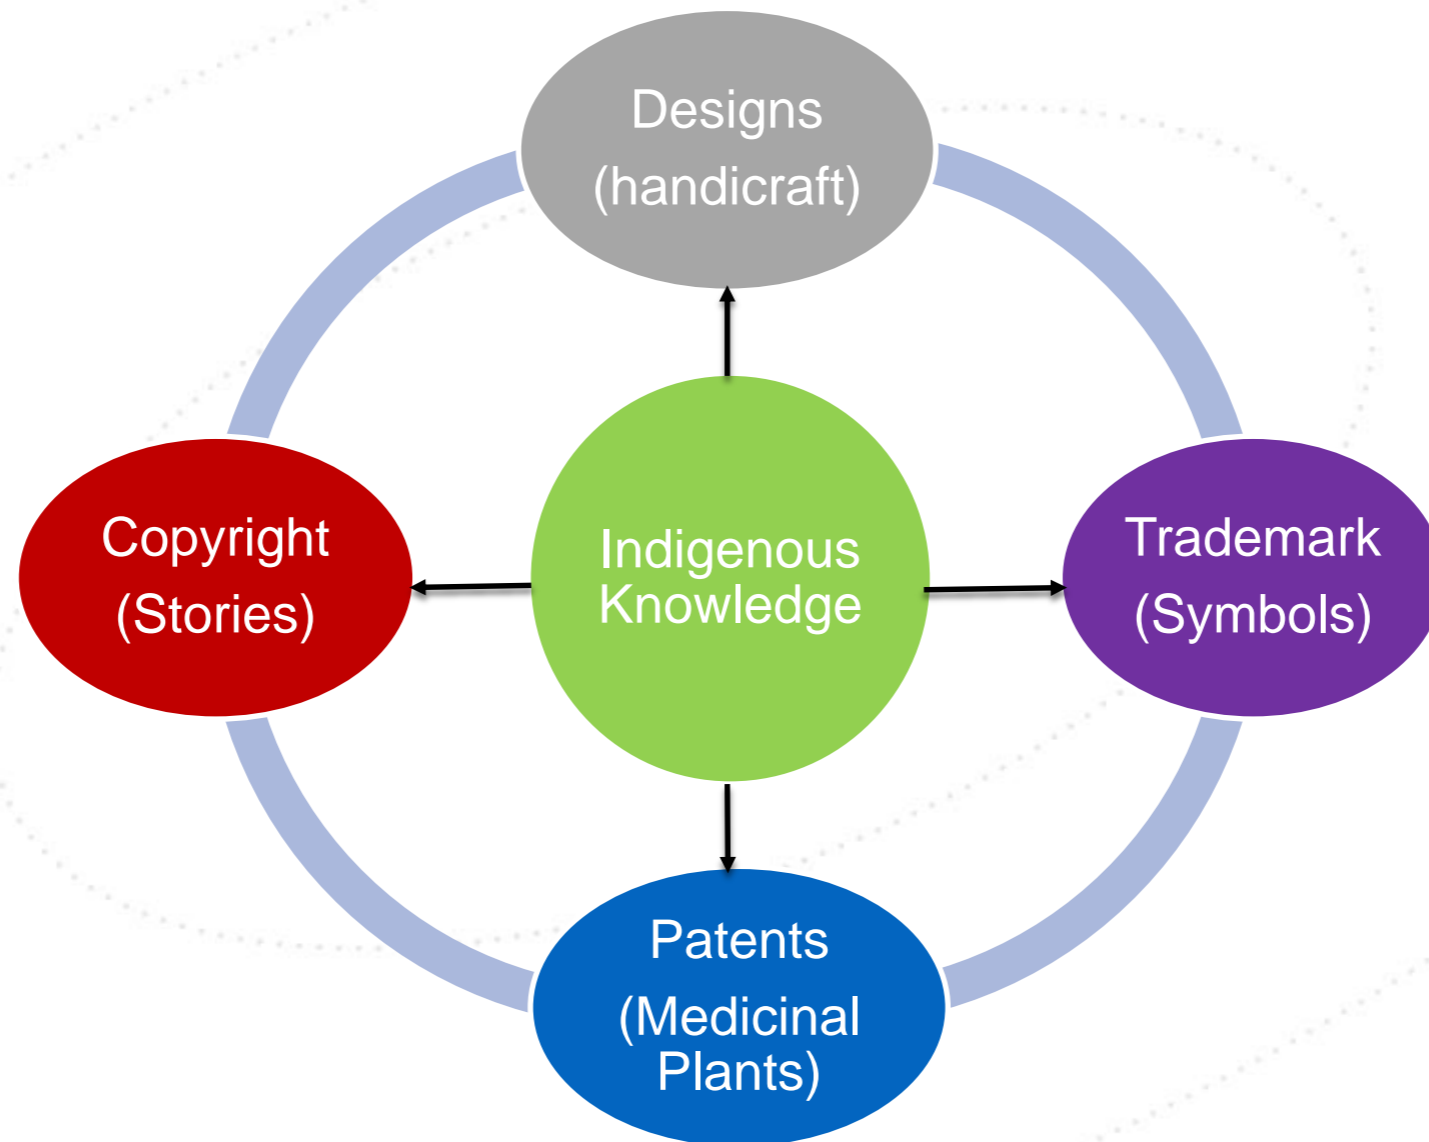 Designs
(handicraft)
Copyright
(Stories)
Indigenous
Knowledge
Trademark
(Symbols)
Patents
(Medicinal
Plants)